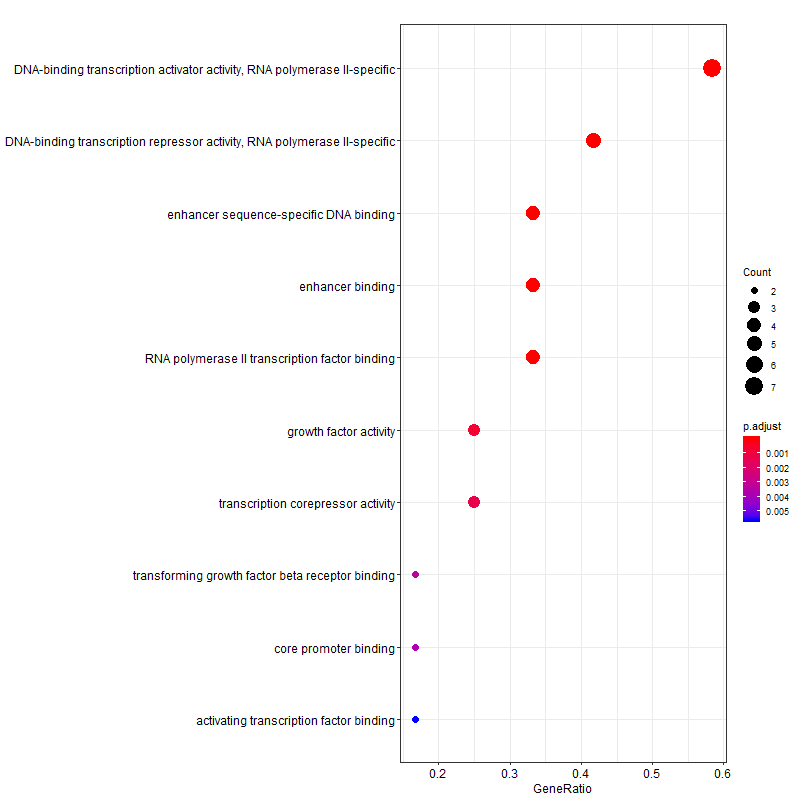 DNA-binding transcription activator activity, RNA polymerase II-specific
DNA-binding transcription repressor activity, RNA polymerase II-specific
enhancer sequence-specific DNA binding
enhancer binding
RNA polymerase II transcription factor binding
growth factor activity
transcription corepressor activity
transforming growth factor beta receptor binding
core promoter binding
activating transcription factor binding
0.2 0.3 0.4 0.5 0.6
GeneRatio
Count
2
3
4
5
6
7
p.adjust
0.001
0.002
0.003
0.004
0.005